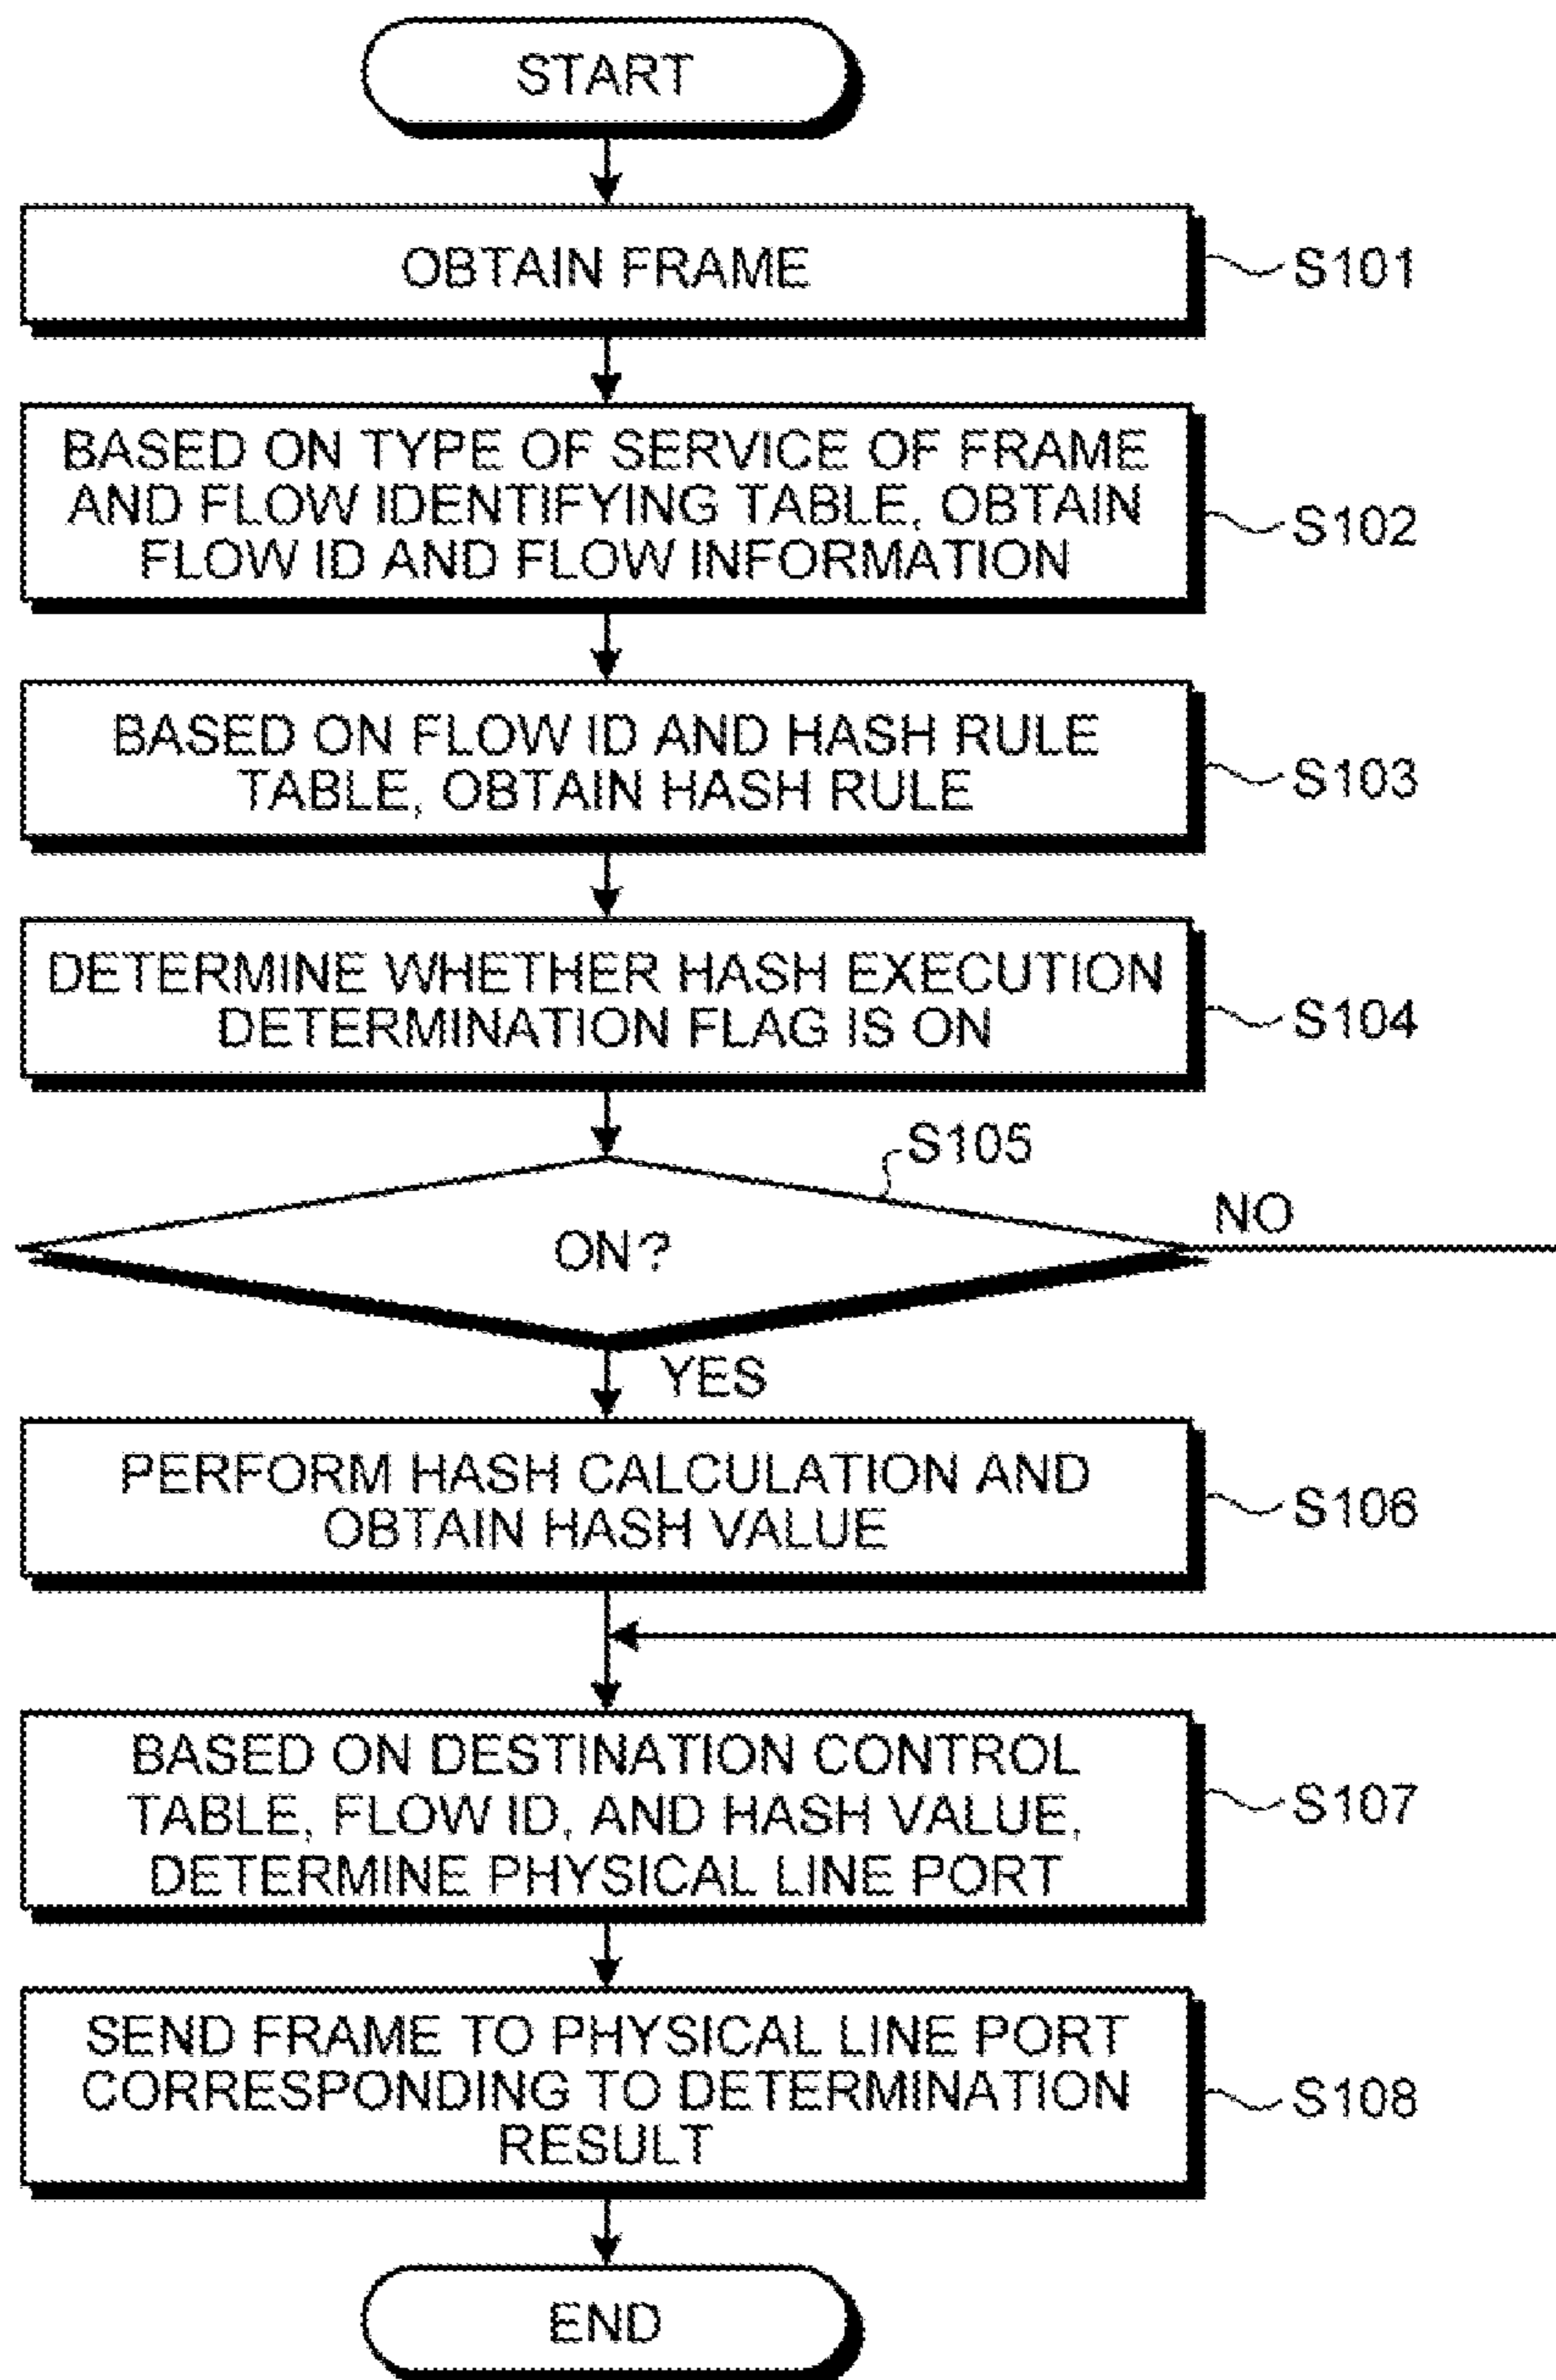 START
OBTAIN FRAME
S101
BASED ON TYPE OF SERVICE OF FRAME
AND FLOW IDENTIFYING TABLE, OBTAIN
FLOW ID AND FLOW INFORMATION
S102
BASED ON FLOW ID AND HASH RULE
TABLE, OBTAIN HASH RULE
S103
DETERMINE WHETHER HASH EXECUTION
DETERMINATION FLAG IS ON
S104
S105
ON?
NO
YES
PERFORM HASH CALCULATION AND
OBTAIN HASH VALUE
S106
BASED ON DESTINATION CONTROL
TABLE, FLOW ID, AND HASH VALUE,
DETERMINE PHYSICAL LINE PORT
S107
SEND FRAME TO PHYSICAL LINE PORT
CORRESPONDING TO DETERMINATION
RESULT
S108
END